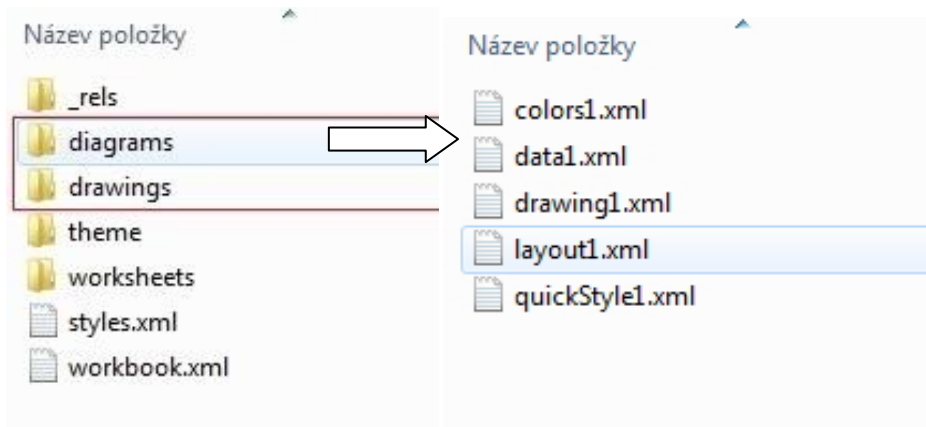 Název položky
_rels
diagrams
drawings
theme
worksheets
styles.xml
workbook.xml
Název položky
colors1.xml
data1.xml
drawing1.xml
layout1.xml
quickStyle1.xml